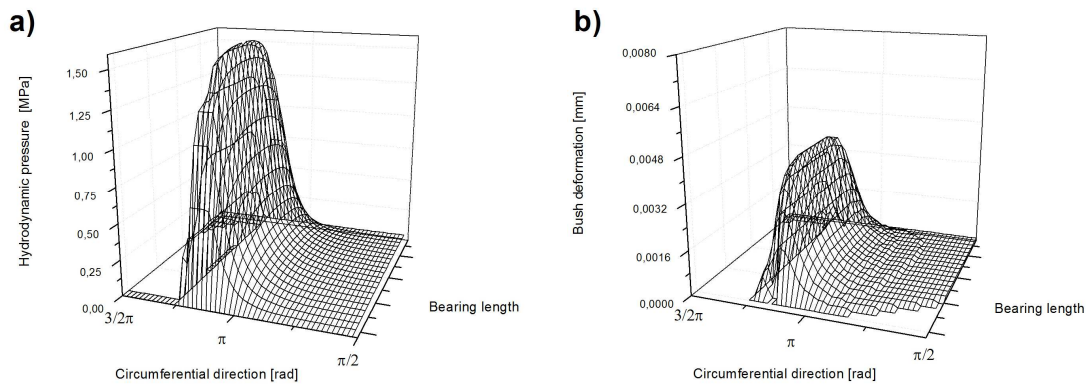 a)
Hydrodynamic pressure [MPa]
1,50
1,25
1,00
0,75
0,50
0,25
0,00
3/2π
π
π/2
Bearing length
Circumferential direction [rad]
b)
Bush deformation [mm]
0,0080
0,0064
0,0048
0,0032
0,0016
0,0000
3/2π
π
π/2
Bearing length
Circumferential direction [rad]